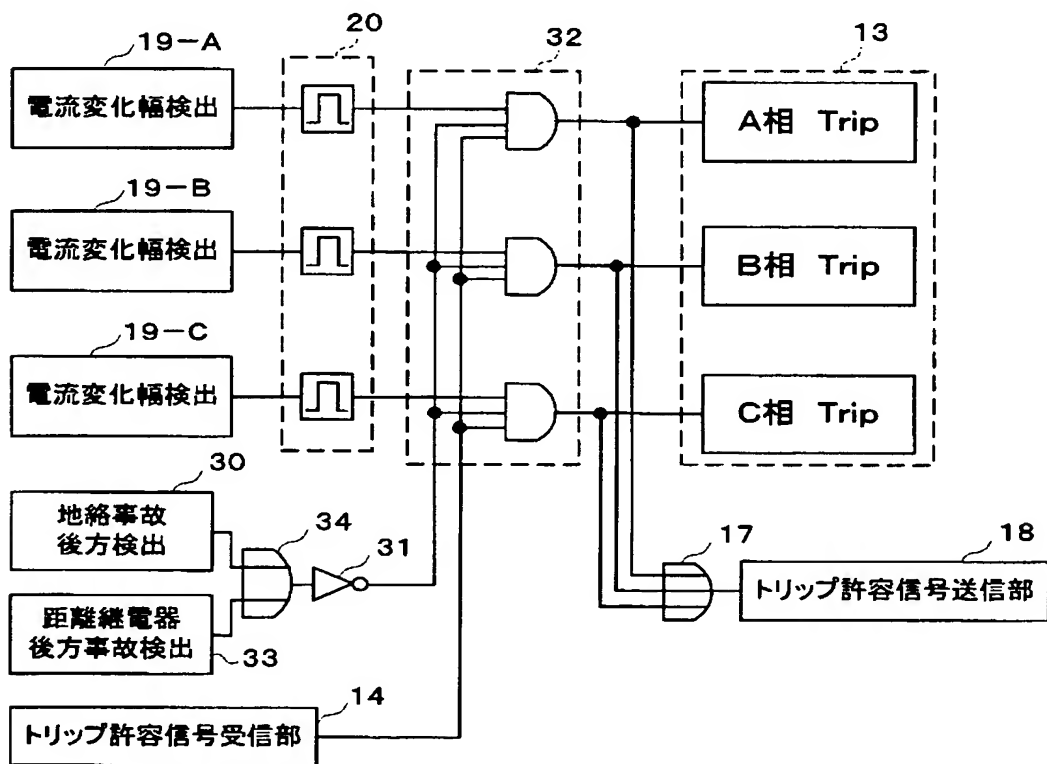 19-A
20
32
13
電流変化幅検出
A相 Trip
19-B
電流変化幅検出
B相 Trip
19-C
電流変化幅検出
C相 Trip
30
地絡事故
後方検出
34
31
17
18
トリップ許容信号送信部
距離継電器
後方事故検出
33
14
トリップ許容信号受信部